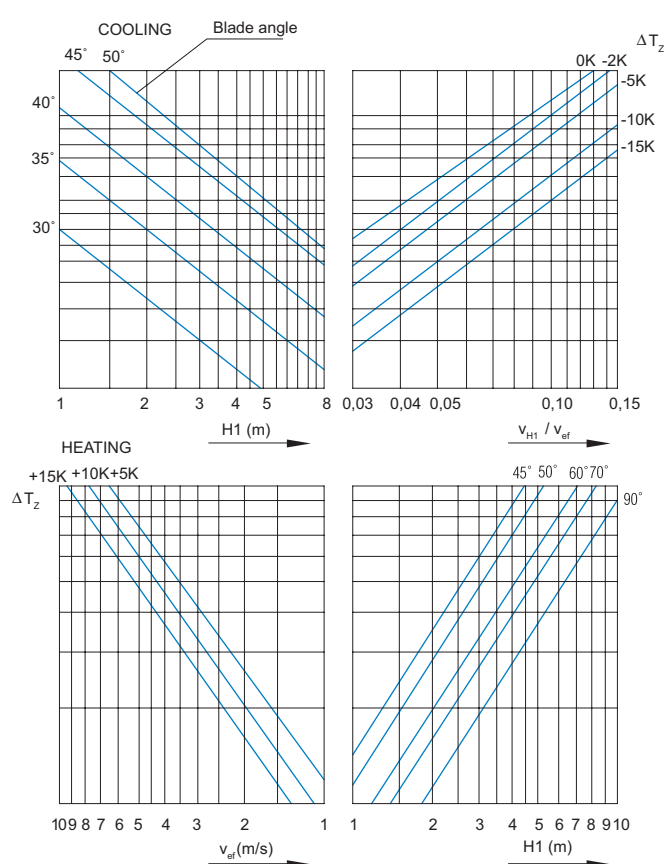 COOLING
Blade angle
ΔTz
45° 50°
0K -2K
-5K
40°
-10K
35°
-15K
30°
1 2 3 4 5 8
0,03 0,04 0,05 0,10 0,15
H1 (m)
vH1 / vef
HEATING
+15K +10K +5K
45° 50° 60° 70°
ΔTz
90°
10 9 8 7 6 5 4 3 2 1
1 2 3 4 5 6 7 8 9 10
vef (m/s)
H1 (m)